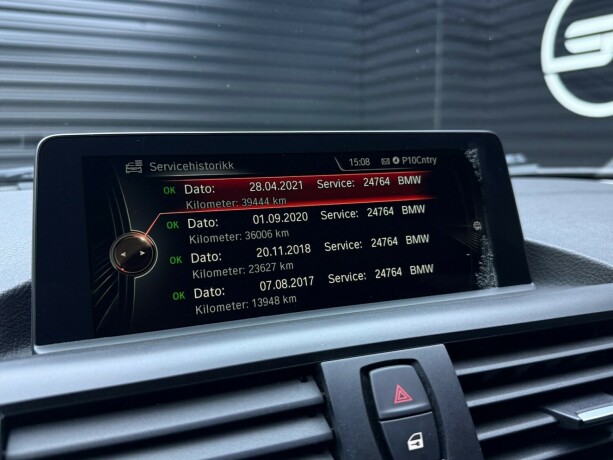 Servicehistorikk 15:08 P10Cntry
OK Dato: 28.04.2021 Service: 24764 BMW
Kilometer: 39444 km
OK Dato: 01.09.2020 Service: 24764 BMW
Kilometer: 36006 km
OK Dato: 20.11.2018 Service: 24764 BMW
Kilometer: 23627 km
OK Dato: 07.08.2017 Service: 24764 BMW
Kilometer: 13948 km